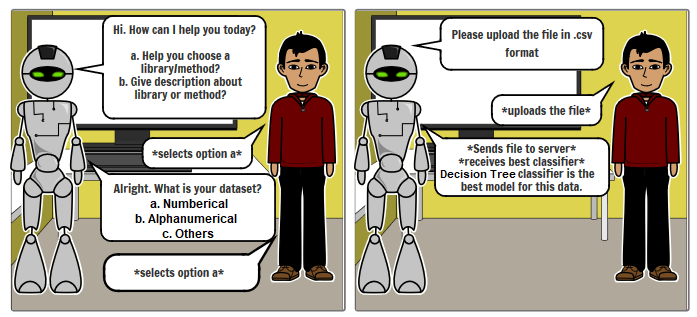 Hi. How can I help you today?
a. Help you choose a
library/method?
b. Give description about
library or method?
*selects option a*
Alright. What is your dataset?
a. Numberical
b. Alphanumerical
c. Others
*selects option a*
Please upload the file in .csv
format
*uploads the file*
*Sends file to server*
*receives best classifier*
Decision Tree classifier is the
best model for this data.